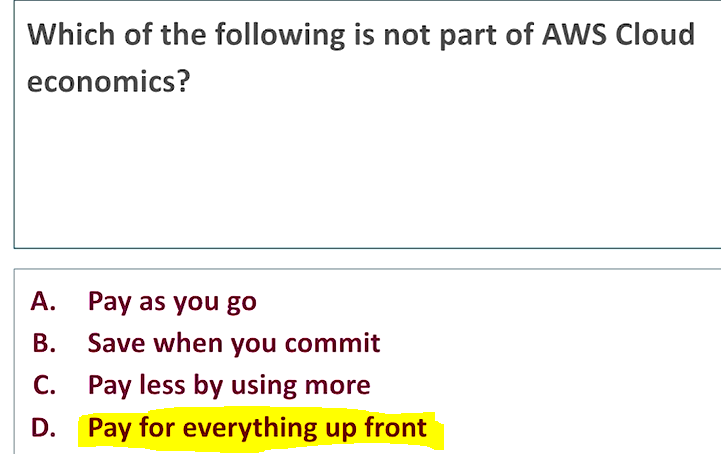 Which of the following is not part of AWS Cloud
economics?
A. Pay as you go
B. Save when you commit
C. Pay less by using more
D. Pay for everything up front